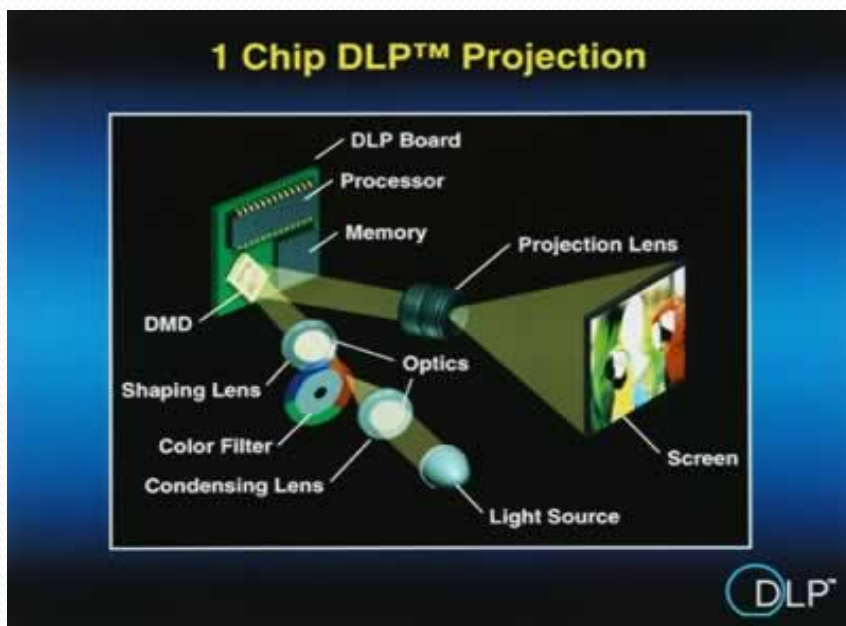 1 Chip DLP™ Projection
DLP Board
Processor
Memory
Projection Lens
DMD
Optics
Shaping Lens
Color Filter
Screen
Condensing Lens
Light Source
DLP™